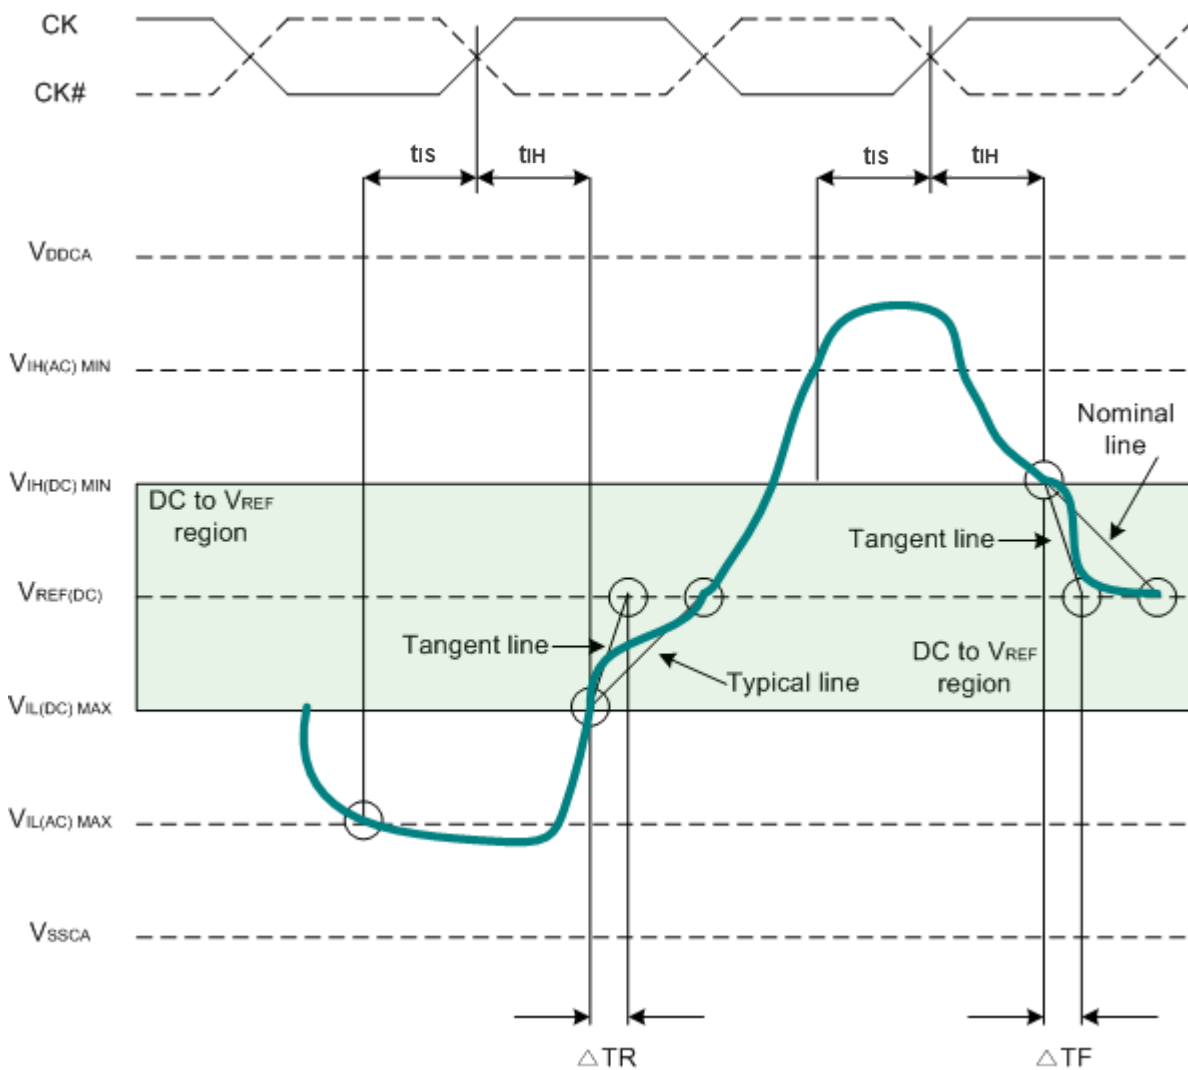 CK
CK#
tIS
tIH
tIS
tIH
VDDCA
VIH(AC) MIN
Nominal
line
VIH(DC) MIN
DC to VREF
region
Tangent line
VREF(DC)
Tangent line
DC to VREF
region
Typical line
VIL(DC) MAX
VIL(AC) MAX
VSSCA
△TR
△TF